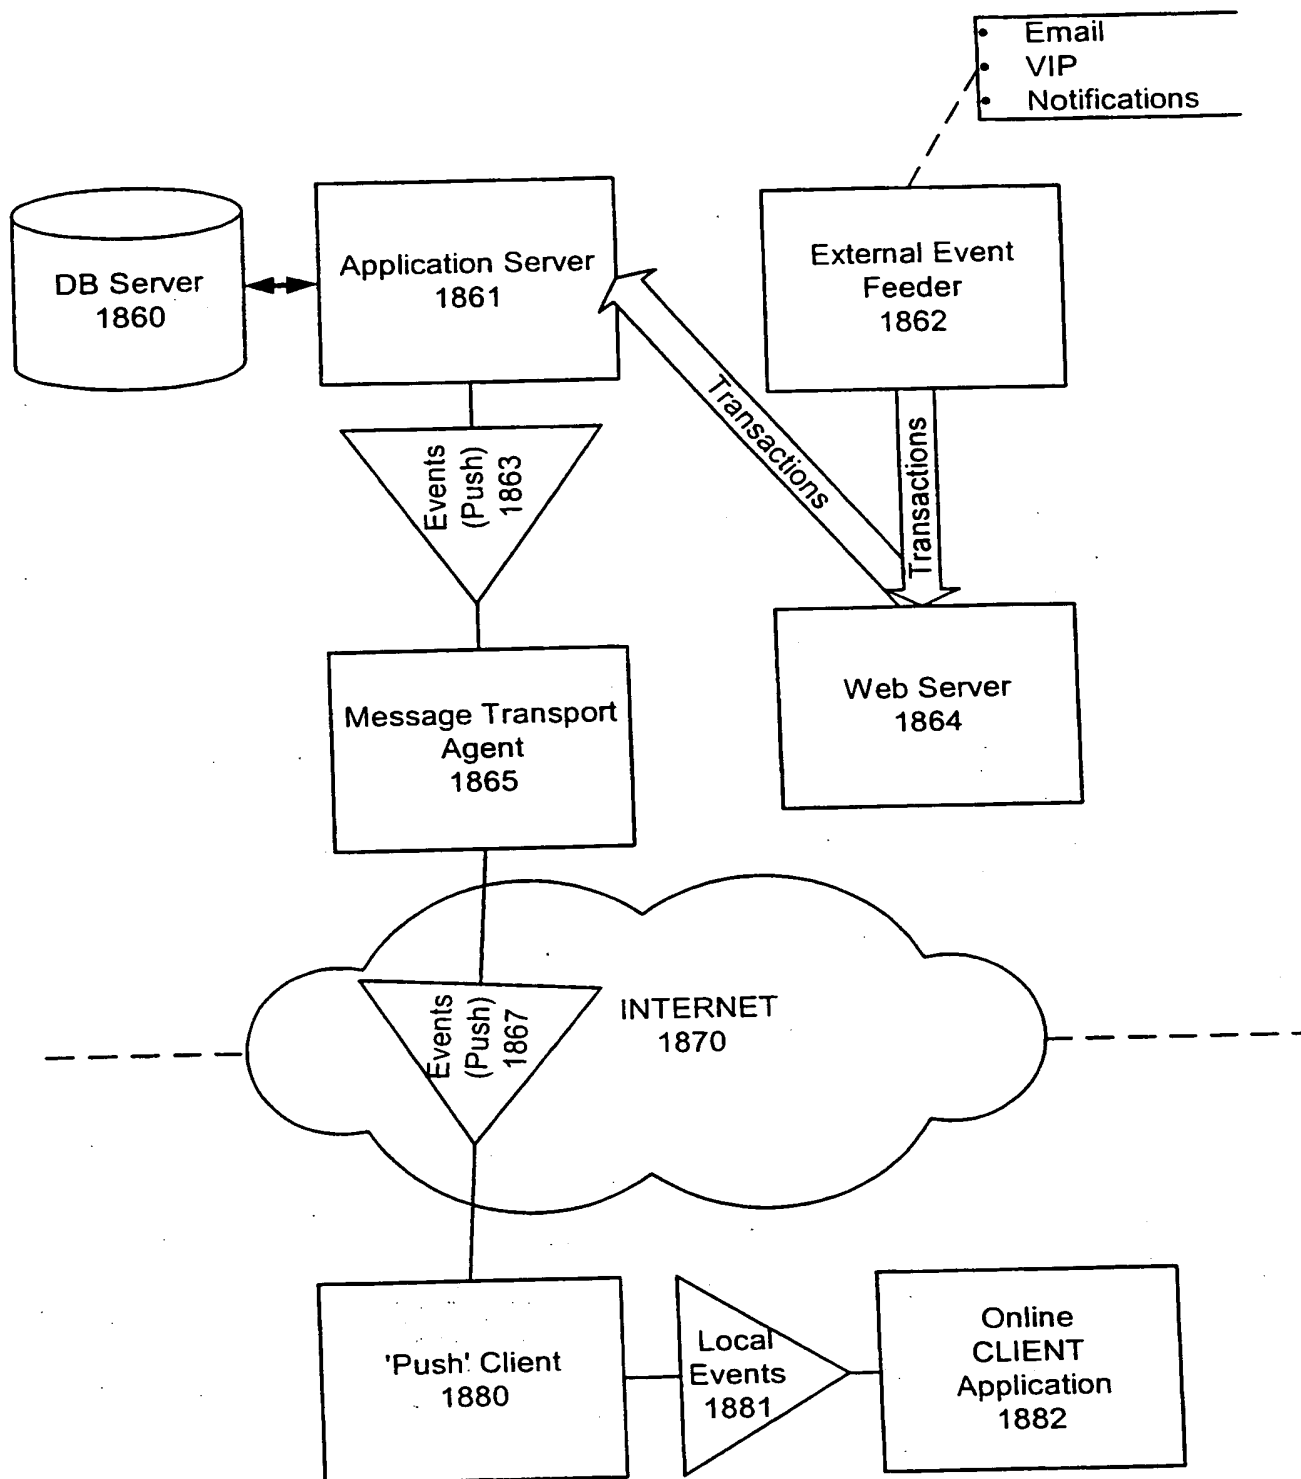 • Email
• VIP
• Notifications
DB Server
1860
Application Server
1861
External Event
Feeder
1862
Transactions
Transactions
Events
(Push)
1863
Message Transport
Agent
1865
Web Server
1864
Events
(Push)
1867
INTERNET
1870
'Push' Client
1880
Local
Events
1881
Online
CLIENT
Application
1882